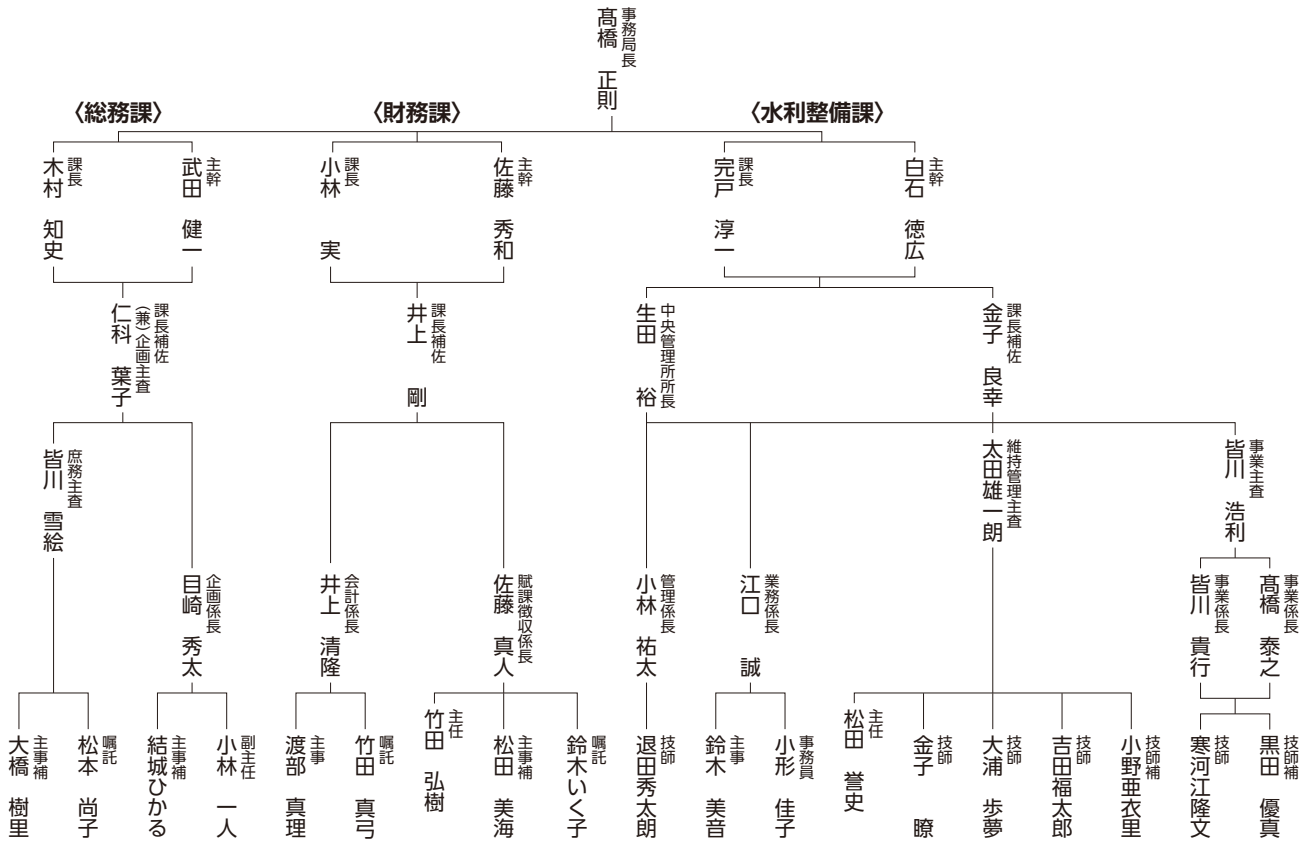 事務局長
髙橋 正則
〈総務課〉
〈財務課〉
〈水利整備課〉
課長
木村 知史
主幹
武田 健一
課長
小林 実
主幹
佐藤 秀和
課長
完戸 淳一
主幹
白石 徳広
課長補佐
(兼)企画主査
仁科 葉子
課長補佐
井上 剛
中央管理所所長
生田 裕
課長補佐
金子 良幸
庶務主査
皆川 雪絵
維持管理主査
太田雄一朗
事業主査
皆川 浩利
企画係長
目崎 秀太
会計係長
井上 清隆
賦課徴収係長
佐藤 真人
管理係長
小林 祐太
業務係長
江口 誠
事業係長
皆川 貴行
事業係長
髙橋 泰之
主事補
大橋 樹里
嘱託
松本 尚子
主事補
結城ひかる
副主任
小林 一人
主事
渡部 真理
嘱託
竹田 真弓
主任
竹田 弘樹
主事補
松田 美海
嘱託
鈴木いく子
技師
退田秀太朗
主事
鈴木 美音
事務員
小形 佳子
主任
松田 誉史
技師
金子 瞭
技師
大浦 歩夢
技師
吉田福太郎
技師補
小野亜衣里
技師
寒河江隆文
技師補
黒田 優真